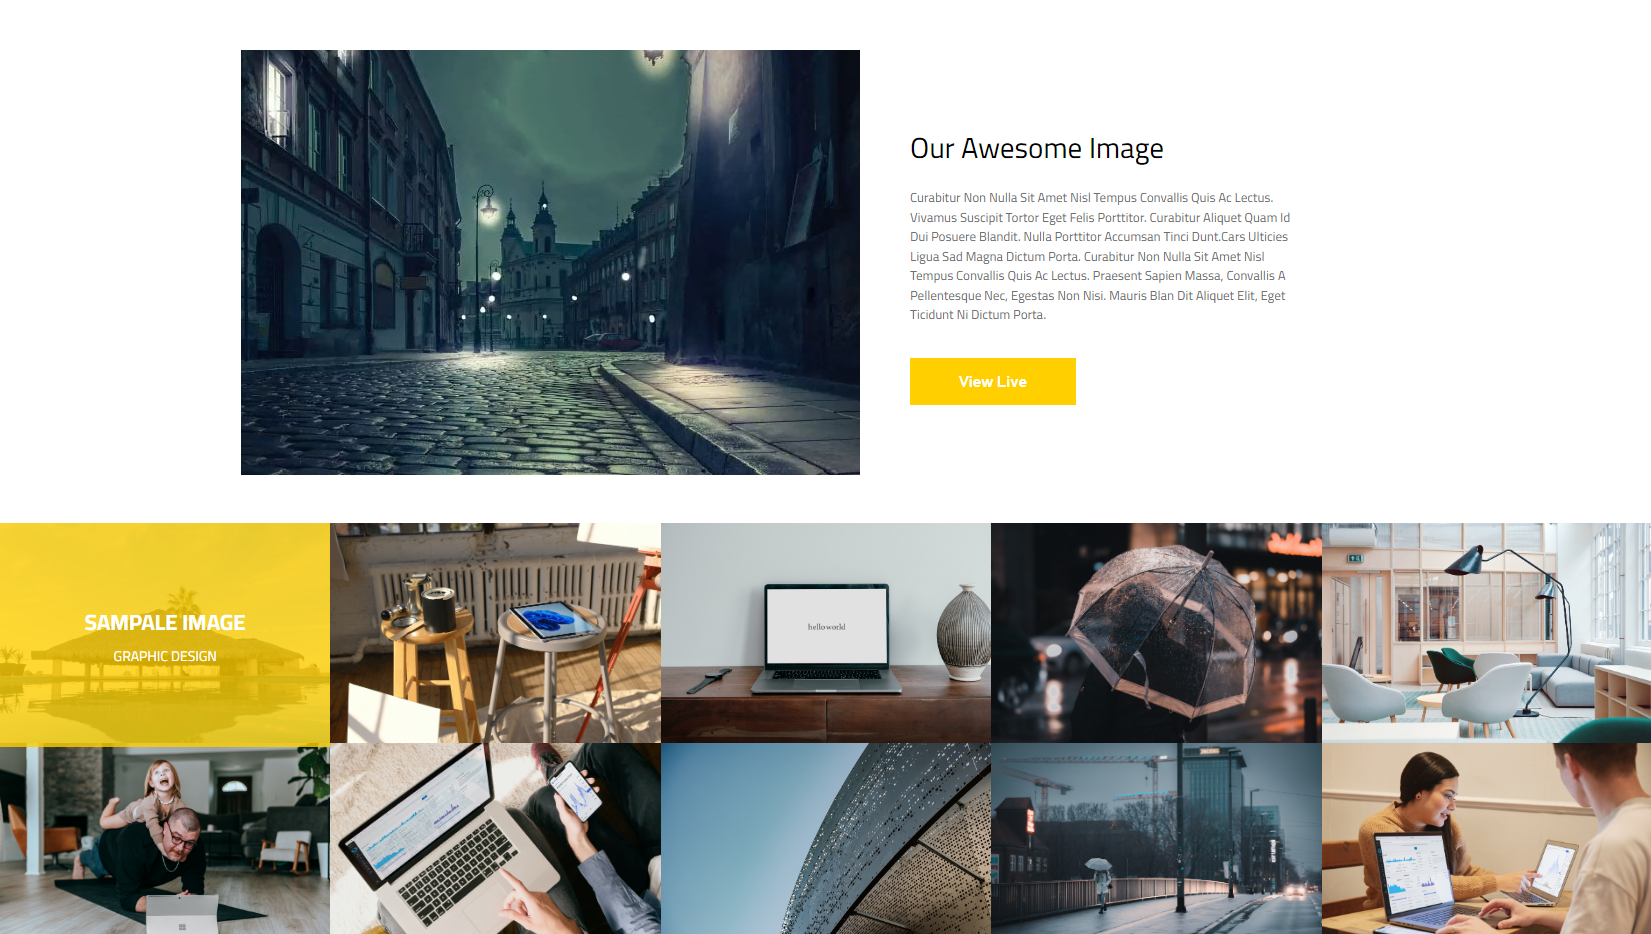 Our Awesome Image
Curabitur Non Nulla Sit Amet Nisl Tempus Convallis Quis Ac Lectus.
Vivamus Suscipit Tortor Eget Felis Porttitor. Curabitur Aliquet Quam Id
Dui Posuere Blandit. Nulla Porttitor Accumsan Tinci Dunt.Cars Ulticies
Ligua Sad Magna Dictum Porta. Curabitur Non Nulla Sit Amet Nisl
Tempus Convallis Quis Ac Lectus. Praesent Sapien Massa, Convallis A
Pellentesque Nec, Egestas Non Nisi. Mauris Blan Dit Aliquet Elit, Eget
Ticidunt Ni Dictum Porta.
View Live
SAMPALE IMAGE
GRAPHIC DESIGN
hello world